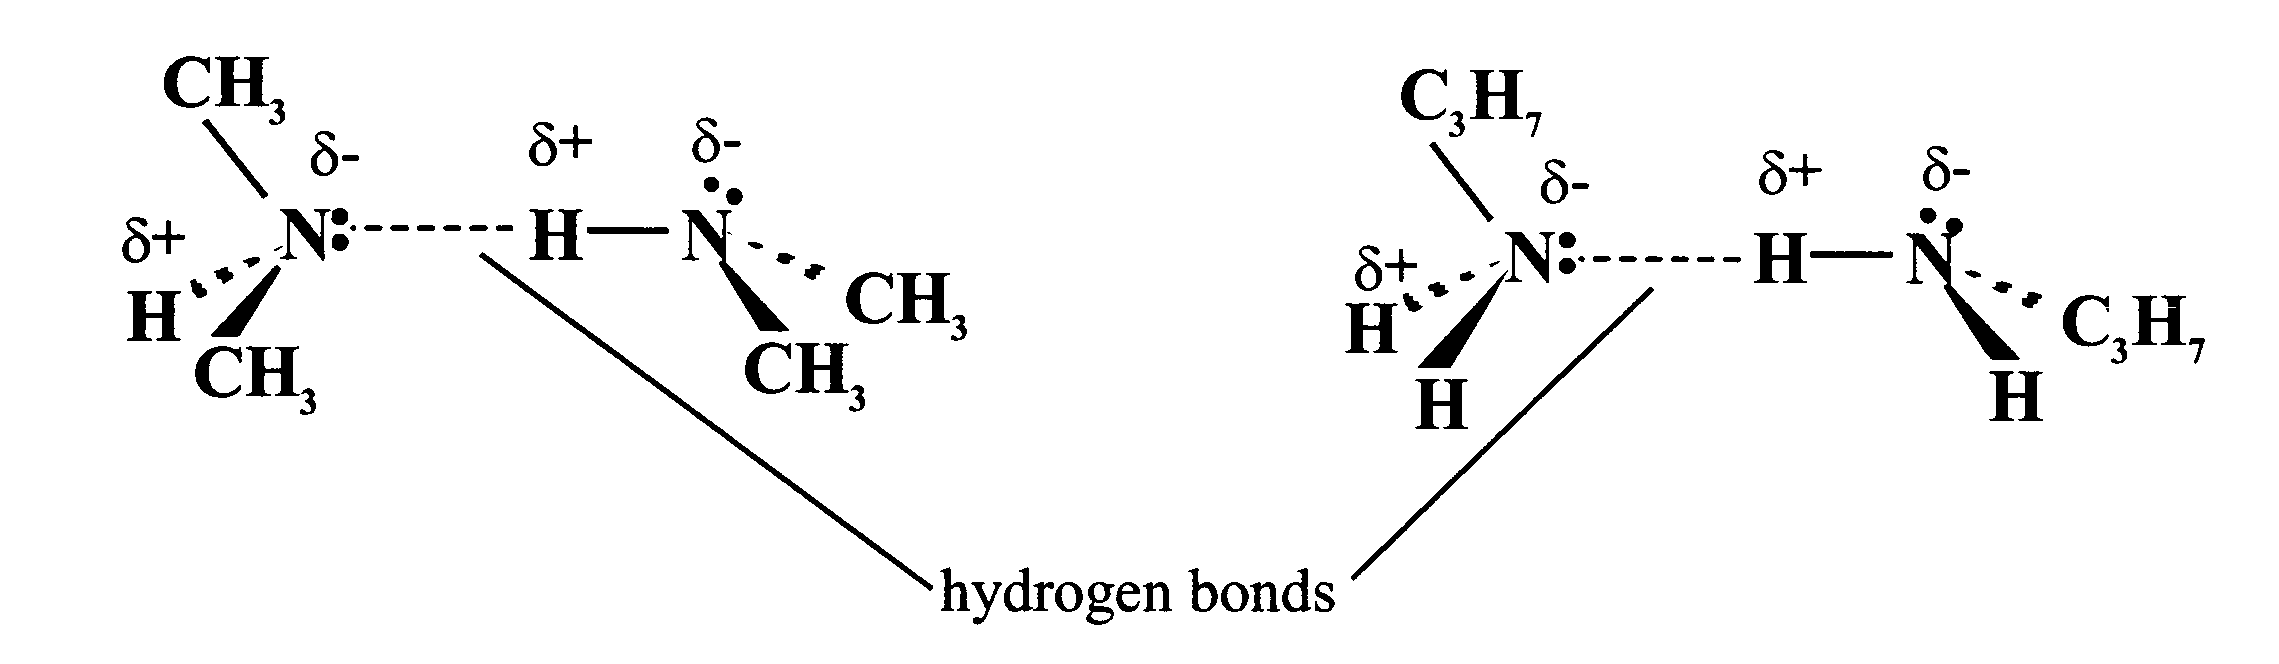 CH₃
δ-
δ+
δ-
δ+
N: H N
H
CH₃
CH₃
CH₃
C₃H₇
δ-
δ+
δ-
δ+
N: H N
H
H
C₃H₇
H
hydrogen bonds